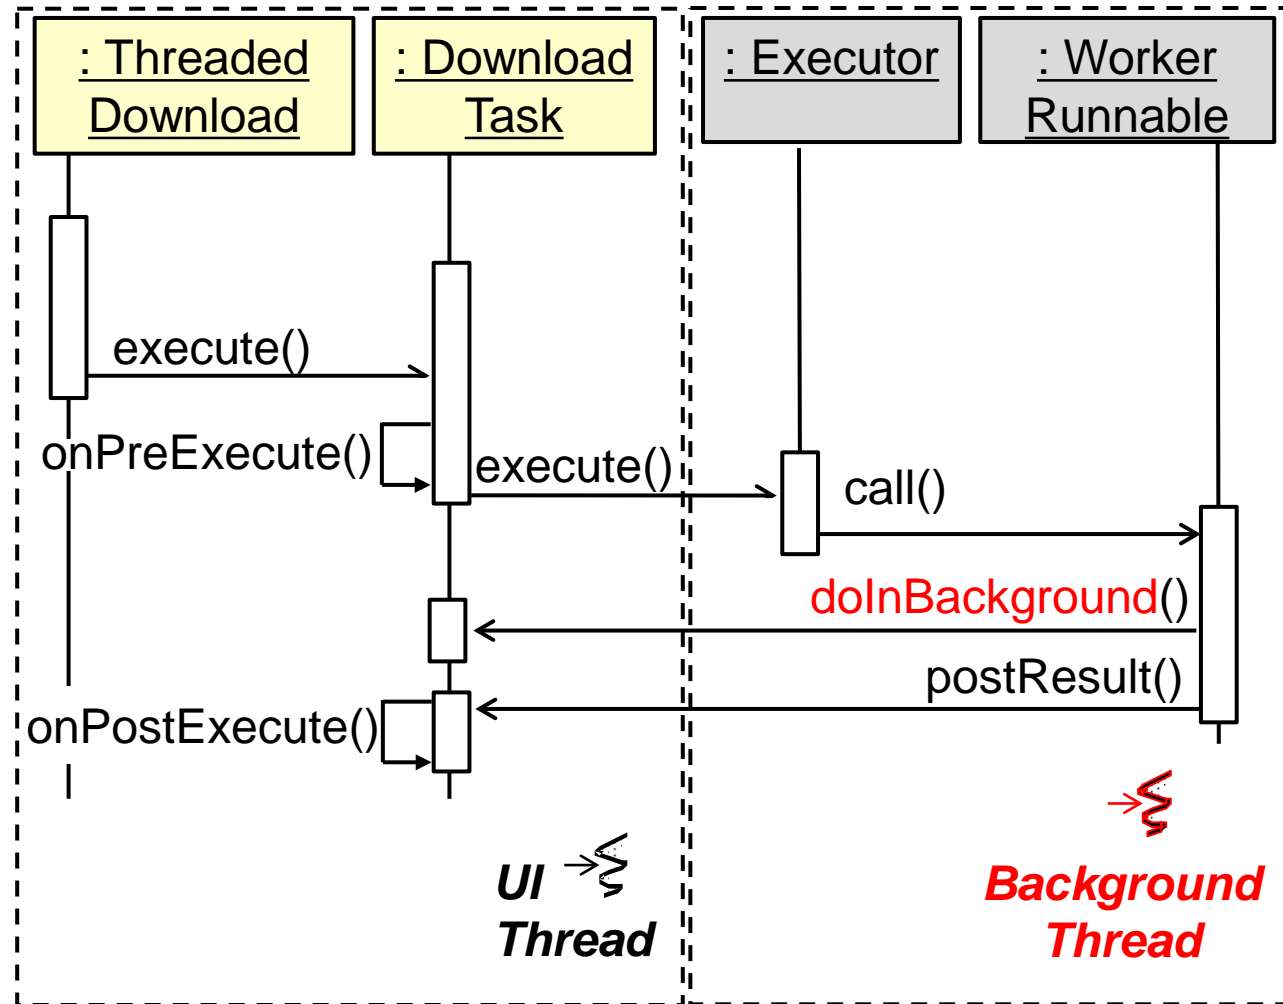 : Threaded
Download
: Download
Task
: Executor
: Worker
Runnable
execute()
onPreExecute()
execute()
call()
doInBackground()
postResult()
onPostExecute()
UI
Thread
Background
Thread